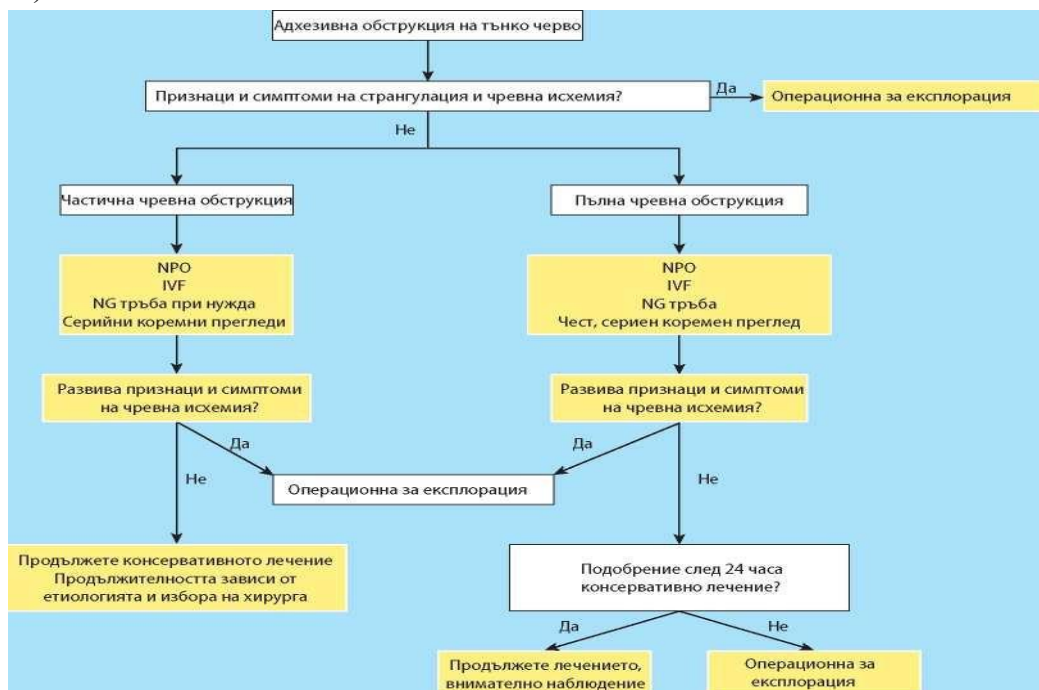 Адхезивна обструкция на тънко черво
Признаци и симптоми на странгулация и чревна исхемия?
Да
Операционна за експлорация
Не
Частична чревна обструкция
Пълна чревна обструкция
NPO
IVF
NG тръба при нужда
Серийни коремни прегледи
NPO
IVF
NG тръба
Чест, сериен коремен преглед
Развива признаци и симптоми
на чревна исхемия?
Развива признаци и симптоми
на чревна исхемия?
Да
Да
Не
Не
Операционна за експлорация
Продължете консервативното лечение
Продължителността зависи от
етиологията и избора на хирурга
Подобрение след 24 часа
консервативно лечение?
Да
Не
Продължете лечението,
внимателно наблюдение
Операционна за
експлорация